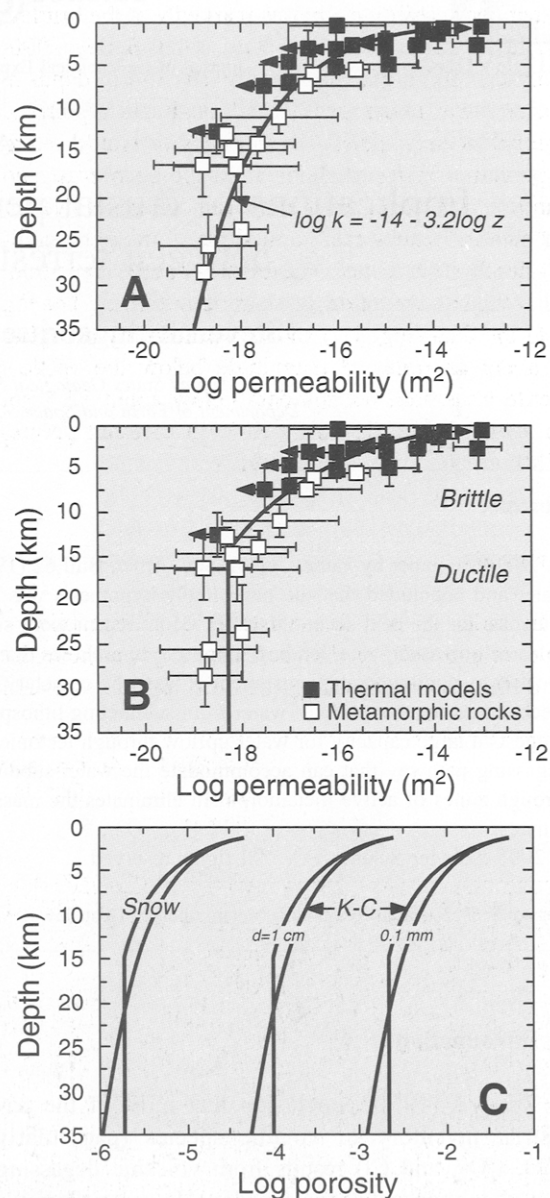 0
5
10
15
20
25
30
35
Depth (km)
log k = -14 - 3.2log z
A
-20 -18 -16 -14 -12
Log permeability (m²)
0
5
10
15
20
25
30
35
Depth (km)
Brittle
Ductile
B
Thermal models
Metamorphic rocks
-20 -18 -16 -14 -12
Log permeability (m²)
0
5
10
15
20
25
30
35
Depth (km)
Snow K-C
d=1 cm 0.1 mm
C
-6 -5 -4 -3 -2 -1
Log porosity